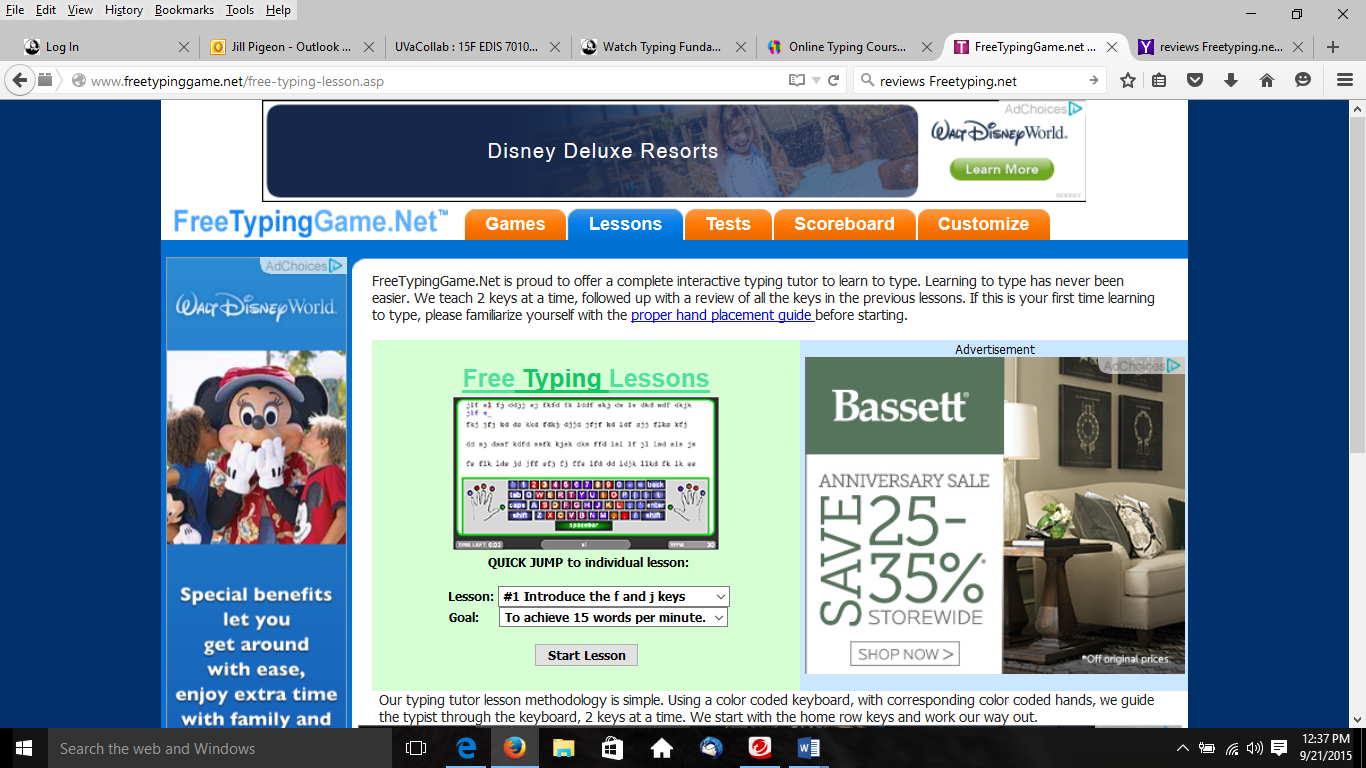 File Edit View History Bookmarks Tools Help
Log In
Jill Pigeon - Outlook ...
UVaCollab : 15F EDIS 7010...
Watch Typing Funda...
Online Typing Cours...
FreeTypingGame.net ...
reviews Freetyping.ne...
www.freetypinggame.net/free-typing-lesson.asp
reviews Freetyping.net
AdChoices
Disney Deluxe Resorts
Walt Disney World.
Learn More
FreeTypingGame.Net™
Games Lessons Tests Scoreboard Customize
AdChoices
Walt Disney World.
Special benefits
let you
get around
with ease,
enjoy extra time
with family and
FreeTypingGame.Net is proud to offer a complete interactive typing tutor to learn to type. Learning to type has never been
easier. We teach 2 keys at a time, followed up with a review of all the keys in the previous lessons. If this is your first time learning
to type, please familiarize yourself with the proper hand placement guide before starting.
Free Typing Lessons
QUICK JUMP to individual lesson:
Lesson: #1 Introduce the f and j keys
Goal: To achieve 15 words per minute.
Start Lesson
Advertisement
AdChoices
Bassett
ANNIVERSARY SALE
SAVE 25-
35%
STOREWIDE
SHOP NOW >
*Off original prices.
Our typing tutor lesson methodology is simple. Using a color coded keyboard, with corresponding color coded hands, we guide
the typist through the keyboard, 2 keys at a time. We start with the home row keys and work our way out.
Search the web and Windows
12:37 PM
9/21/2015